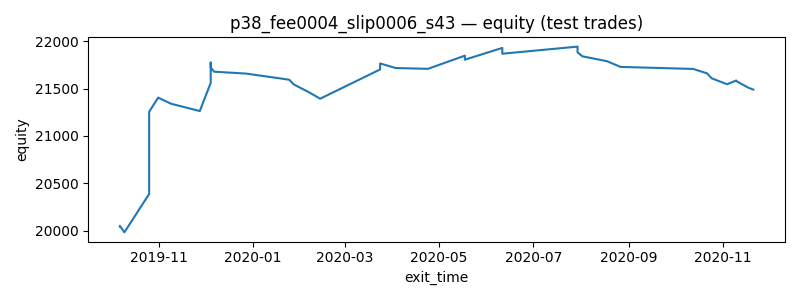 p38_fee0004_slip0006_s43 — equity (test trades)
22000
21500
21000
20500
20000
equity
2019-11 2020-01 2020-03 2020-05 2020-07 2020-09 2020-11
exit_time